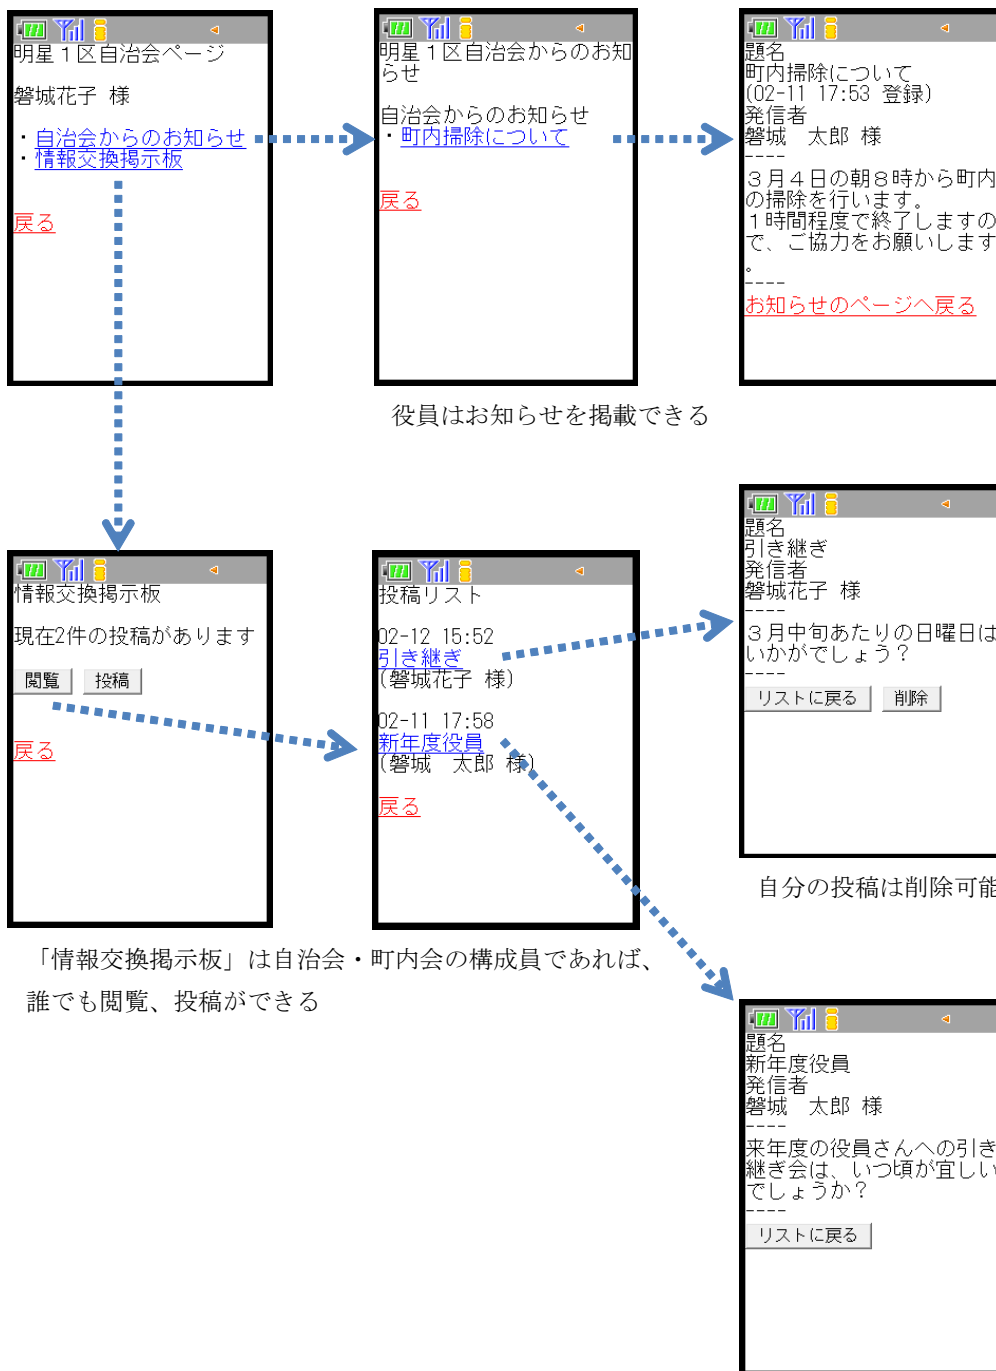 明星１区自治会ページ
磐城花子 様
・自治会からのお知らせ
・情報交換掲示板
戻る
明星１区自治会からのお知
らせ
自治会からのお知らせ
・町内掃除について
戻る
題名
町内掃除について
(02-11 17:53 登録)
発信者
磐城　太郎 様
----
３月４日の朝８時から町内
の掃除を行います。
１時間程度で終了しますの
で、ご協力をお願いします
。
----
お知らせのページへ戻る
役員はお知らせを掲載できる
情報交換掲示板
現在2件の投稿があります
閲覧 投稿
戻る
投稿リスト
02-12 15:52
引き継ぎ
(磐城花子 様)
02-11 17:58
新年度役員
(磐城　太郎 様)
戻る
題名
引き継ぎ
発信者
磐城花子 様
----
３月中旬あたりの日曜日は
いかがでしょう？
----
リストに戻る 削除
自分の投稿は削除可能
「情報交換掲示板」は自治会・町内会の構成員であれば、
誰でも閲覧、投稿ができる
題名
新年度役員
発信者
磐城　太郎 様
----
来年度の役員さんへの引き
継ぎ会は、いつ頃が宜しい
でしょうか？
----
リストに戻る